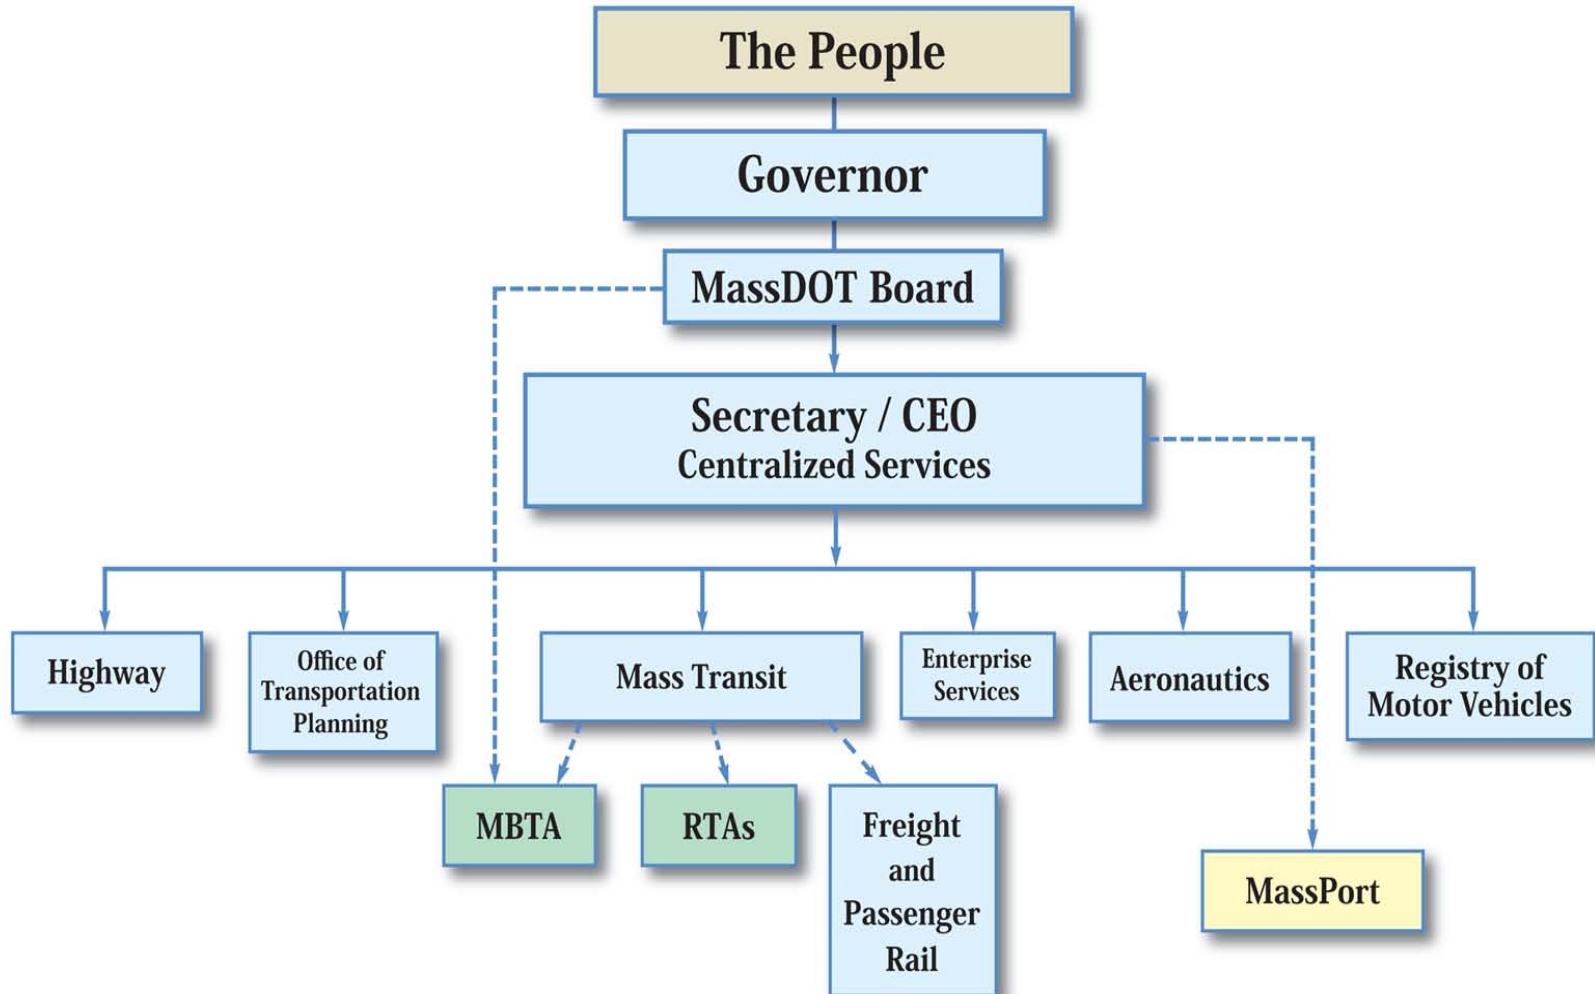 The People
Governor
MassDOT Board
Secretary / CEO
Centralized Services
Highway
Office of
Transportation
Planning
Mass Transit
Enterprise
Services
Aeronautics
Registry of
Motor Vehicles
MBTA
RTAs
Freight
and
Passenger
Rail
MassPort